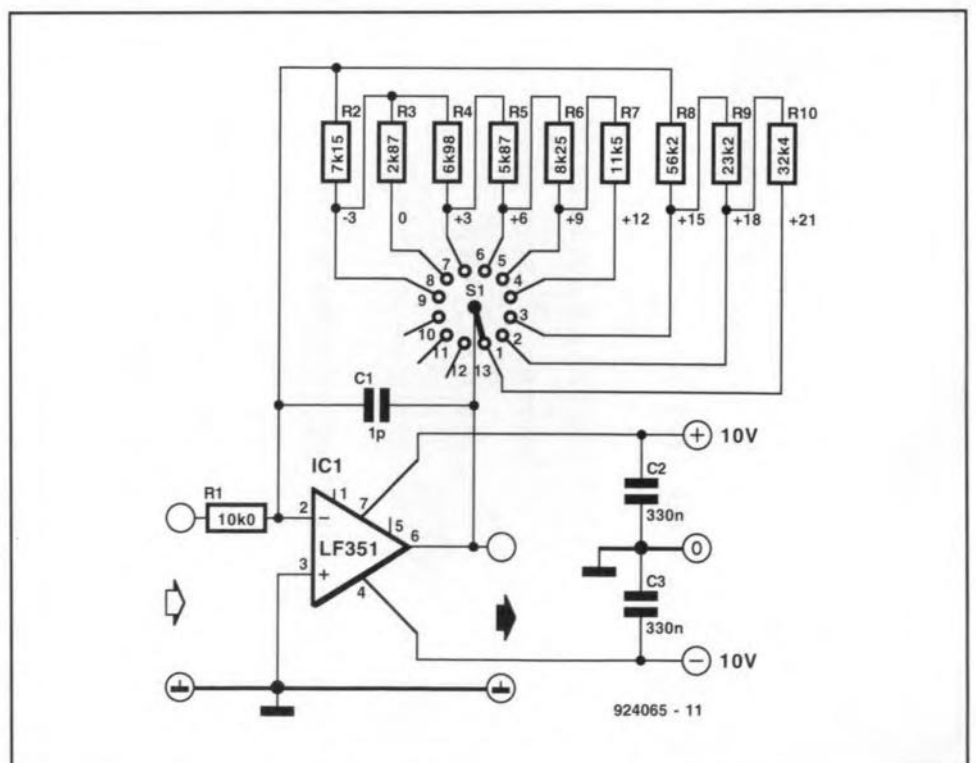 R2 R3 R4 R5 R6 R7 R8 R9 R10
7k15 2k87 6k98 5k87 8k25 11k5 56k2 23k2 32k4
-3 0 +3 +6 +9 +12 +15 +18 +21
7 6 5
8 S1 4
9 3
10 2
11 1
12 13
C1
1p
IC1
R1
10k0
1
7
2 −
5
LF351
6
3 +
4
+ 10V
C2
330n
0
C3
330n
− 10V
924065 - 11